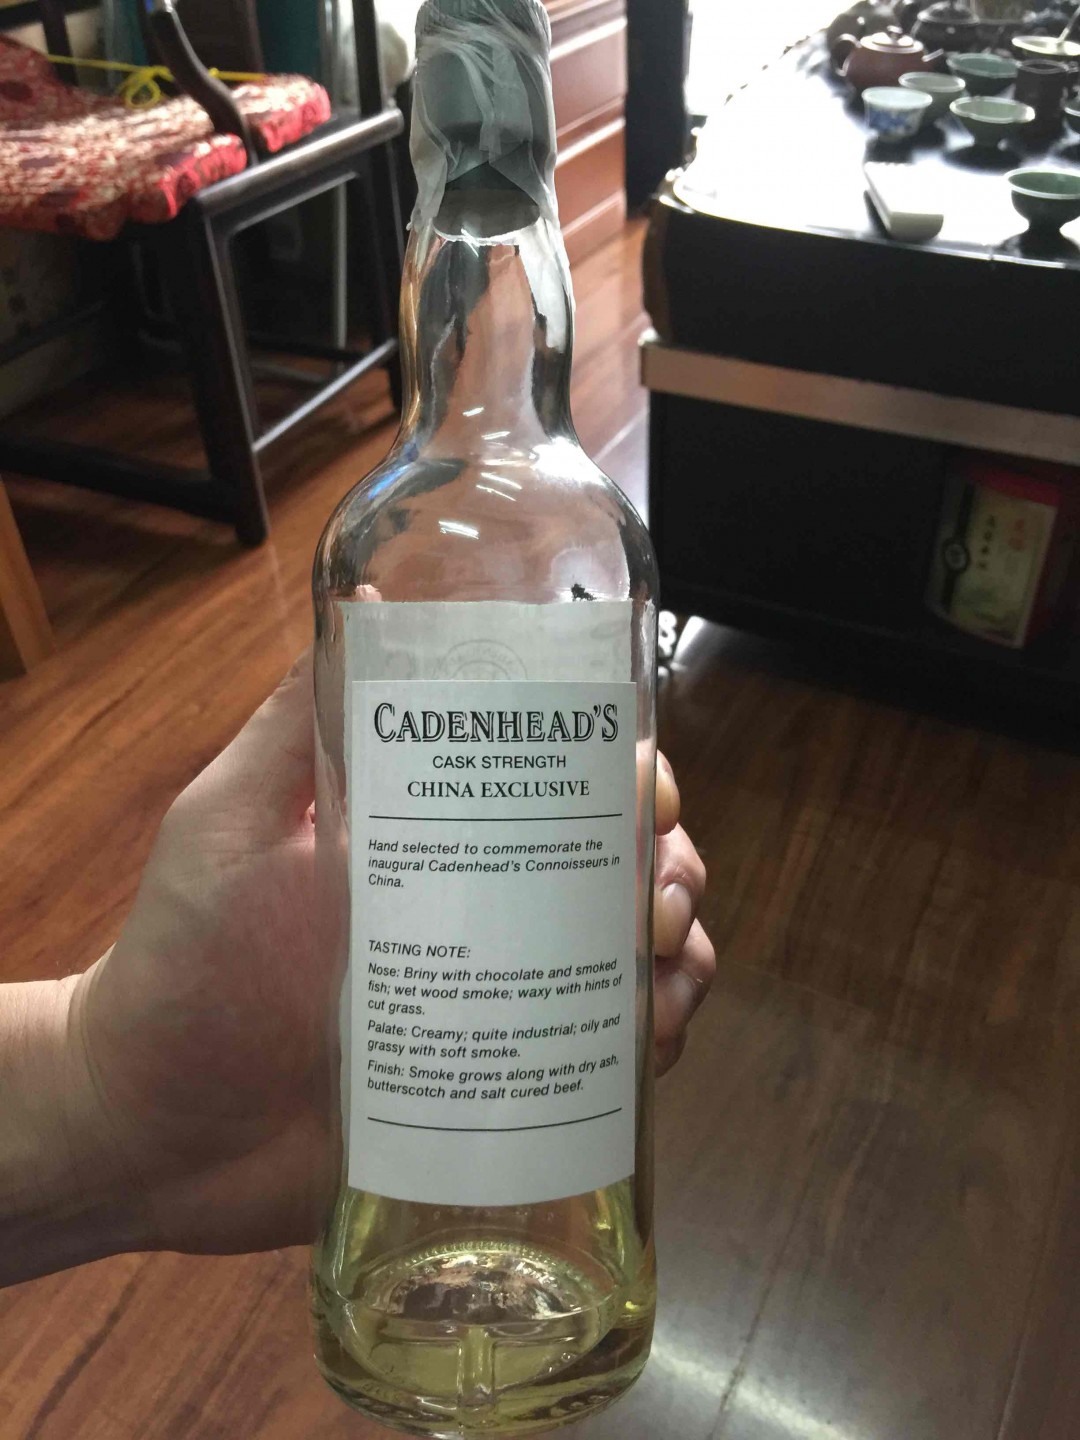 CADENHEAD'S
CASK STRENGTH
CHINA EXCLUSIVE
Hand selected to commemorate the
inaugural Cadenhead's Connoisseurs in
China.
TASTING NOTE:
Nose: Briny with chocolate and smoked
fish; wet wood smoke; waxy with hints of
cut grass.
Palate: Creamy; quite industrial; oily and
grassy with soft smoke.
Finish: Smoke grows along with dry ash,
butterscotch and salt cured beef.